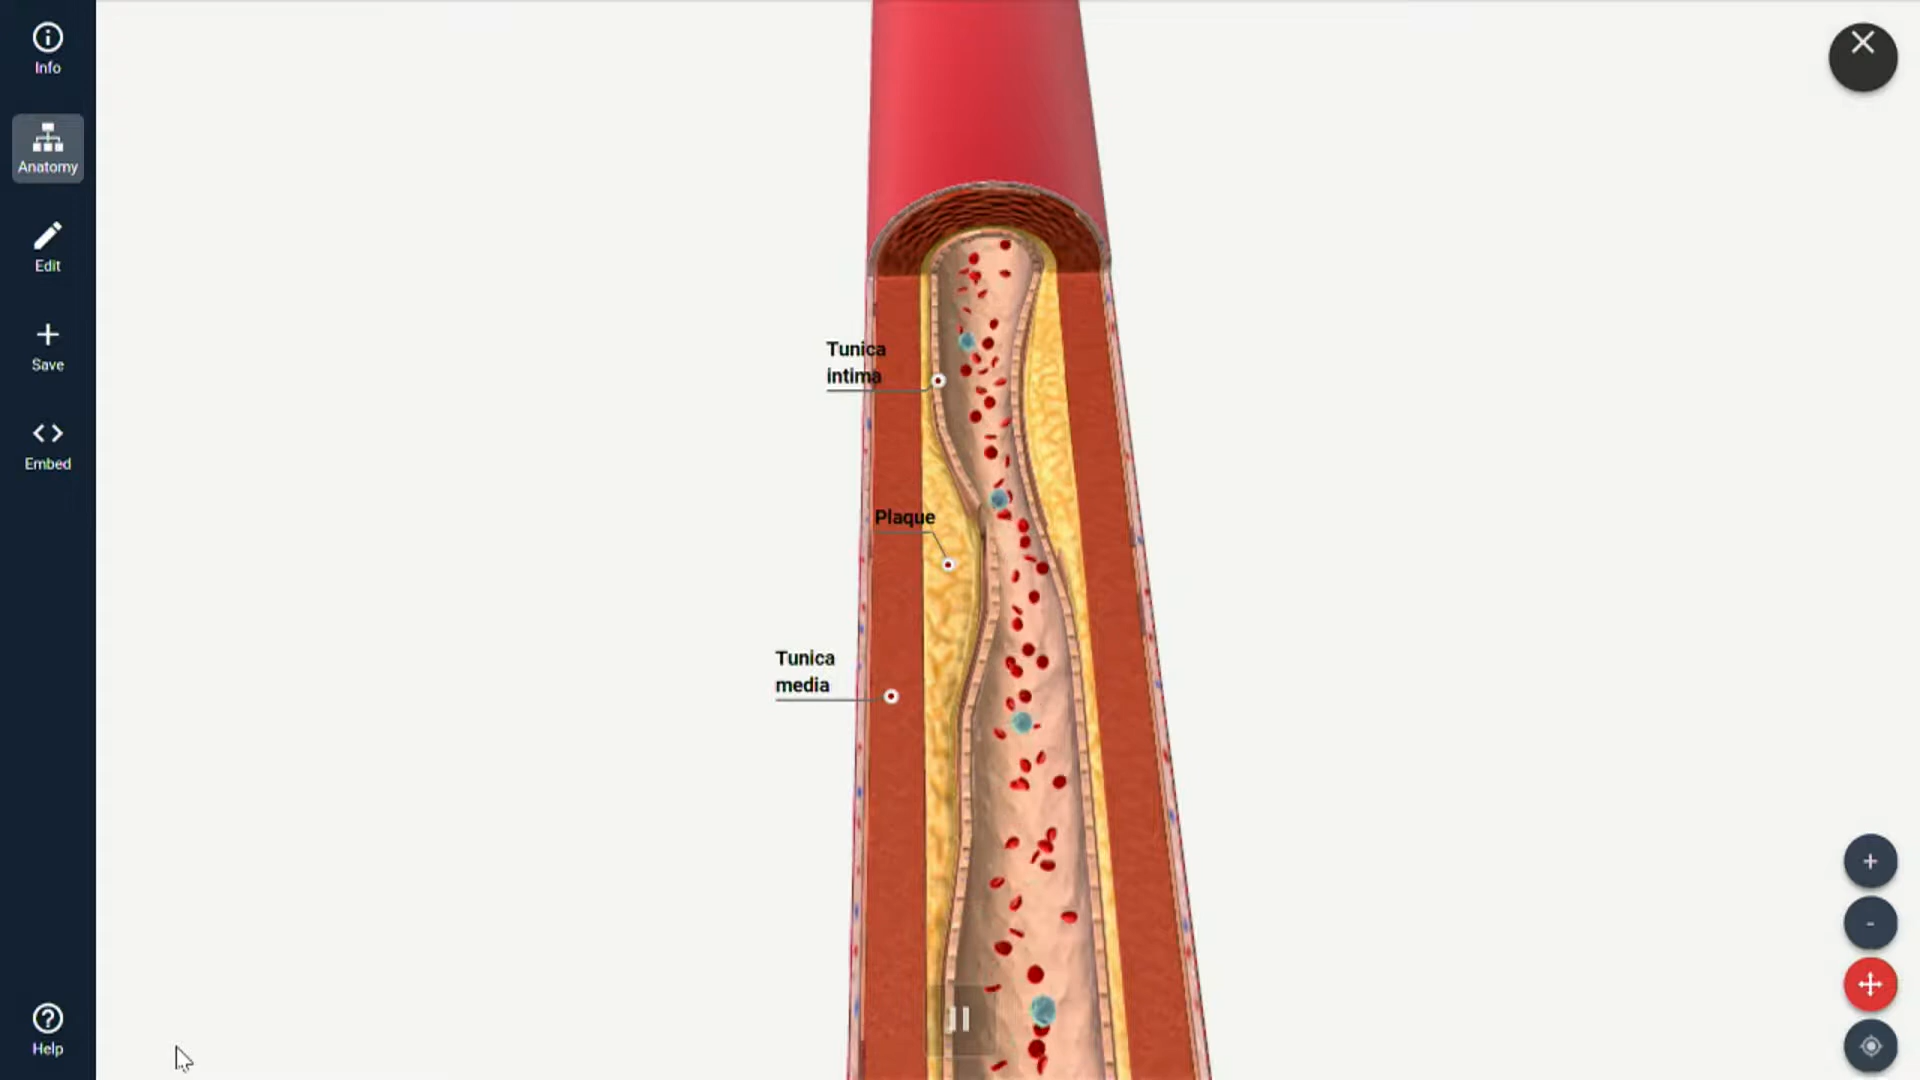 Info
Anatomy
Edit
Save
Embed
Help
Tunica
intima
Plaque
Tunica
media
+
-